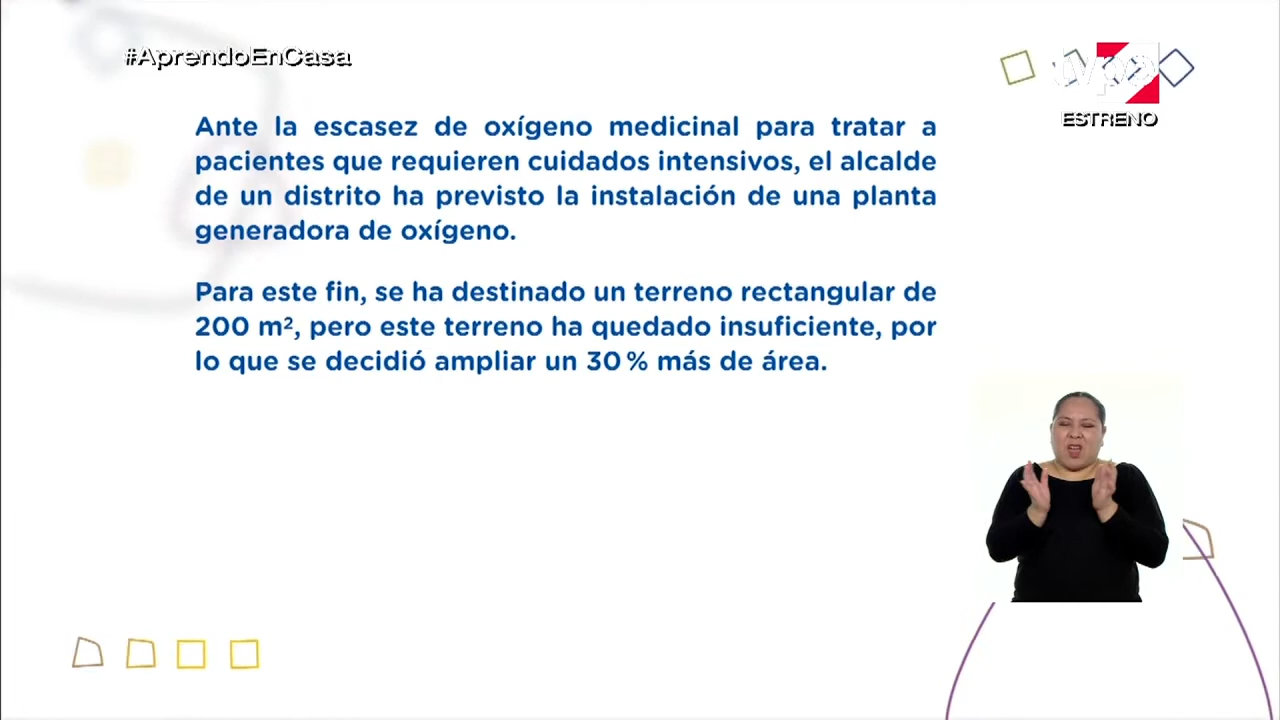 #AprendoEnCasa
tvpe
ESTRENO
Ante la escasez de oxígeno medicinal para tratar a
pacientes que requieren cuidados intensivos, el alcalde
de un distrito ha previsto la instalación de una planta
generadora de oxígeno.
Para este fin, se ha destinado un terreno rectangular de
200 m², pero este terreno ha quedado insuficiente, por
lo que se decidió ampliar un 30 % más de área.